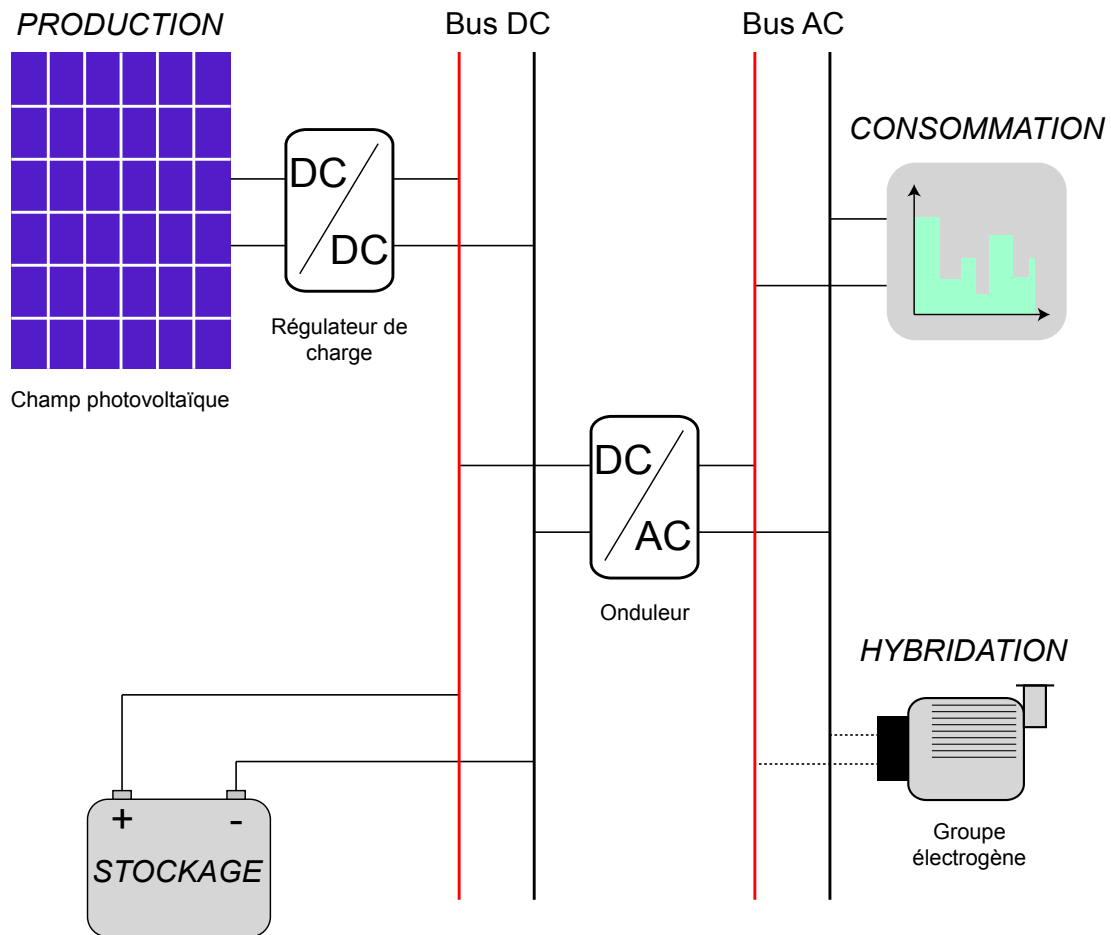 PRODUCTION
Bus DC
Bus AC
CONSOMMATION
DC
DC
Régulateur de
charge
Champ photovoltaïque
DC
AC
Onduleur
HYBRIDATION
Groupe
électrogène
+ -
STOCKAGE